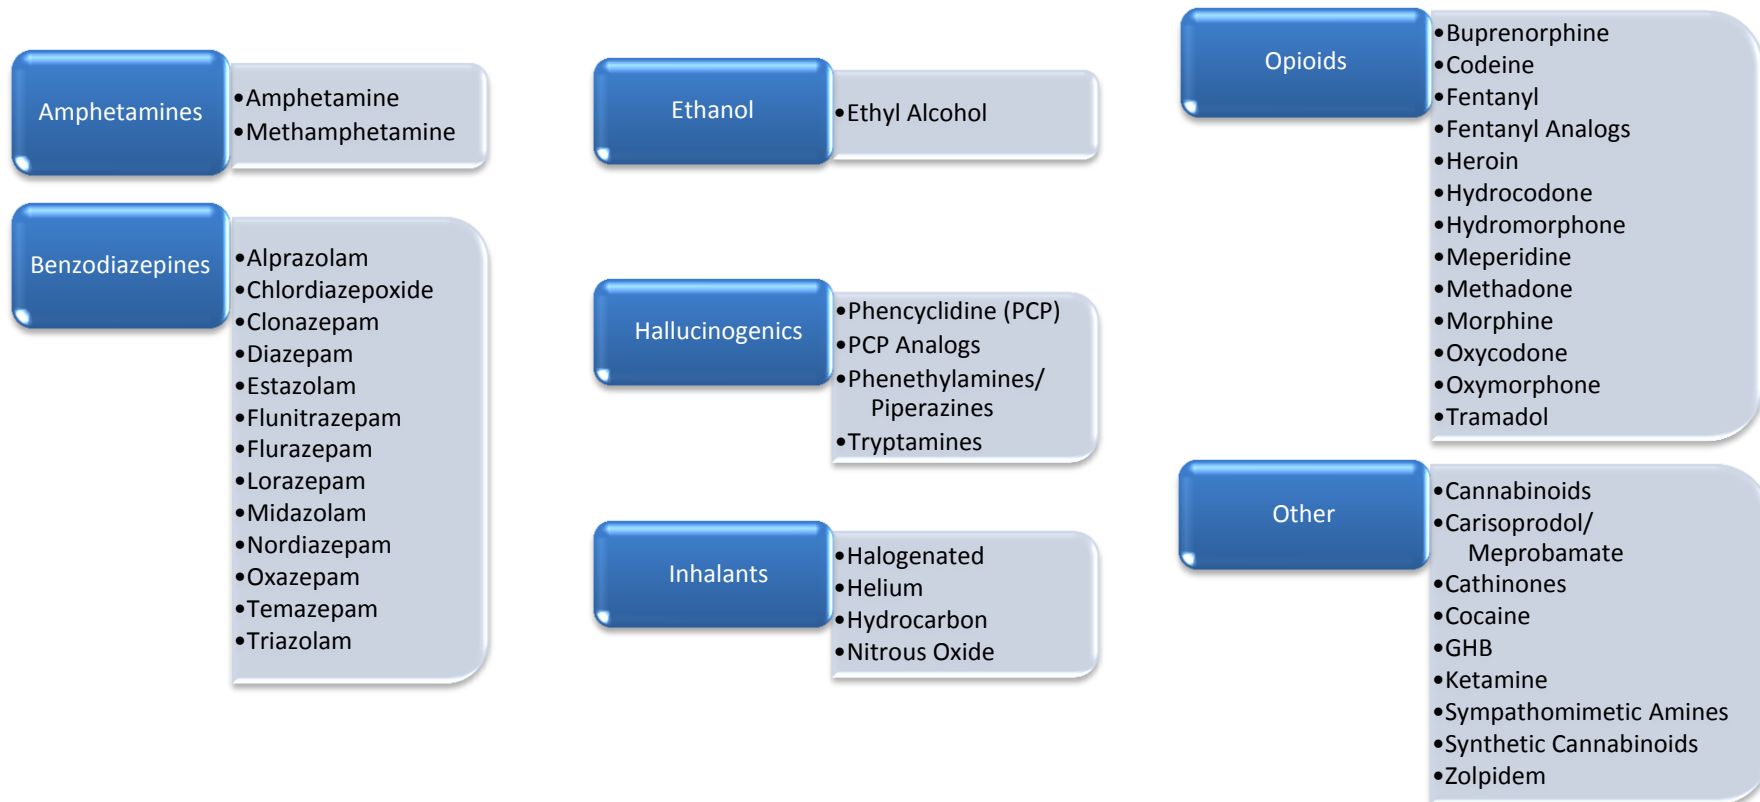 Amphetamines
•Amphetamine
•Methamphetamine
Benzodiazepines
•Alprazolam
•Chlordiazepoxide
•Clonazepam
•Diazepam
•Estazolam
•Flunitrazepam
•Flurazepam
•Lorazepam
•Midazolam
•Nordiazepam
•Oxazepam
•Temazepam
•Triazolam
Ethanol
•Ethyl Alcohol
Hallucinogenics
•Phencyclidine (PCP)
•PCP Analogs
•Phenethylamines/
Piperazines
•Tryptamines
Inhalants
•Halogenated
•Helium
•Hydrocarbon
•Nitrous Oxide
Opioids
•Buprenorphine
•Codeine
•Fentanyl
•Fentanyl Analogs
•Heroin
•Hydrocodone
•Hydromorphone
•Meperidine
•Methadone
•Morphine
•Oxycodone
•Oxymorphone
•Tramadol
Other
•Cannabinoids
•Carisoprodol/
Meprobamate
•Cathinones
•Cocaine
•GHB
•Ketamine
•Sympathomimetic Amines
•Synthetic Cannabinoids
•Zolpidem